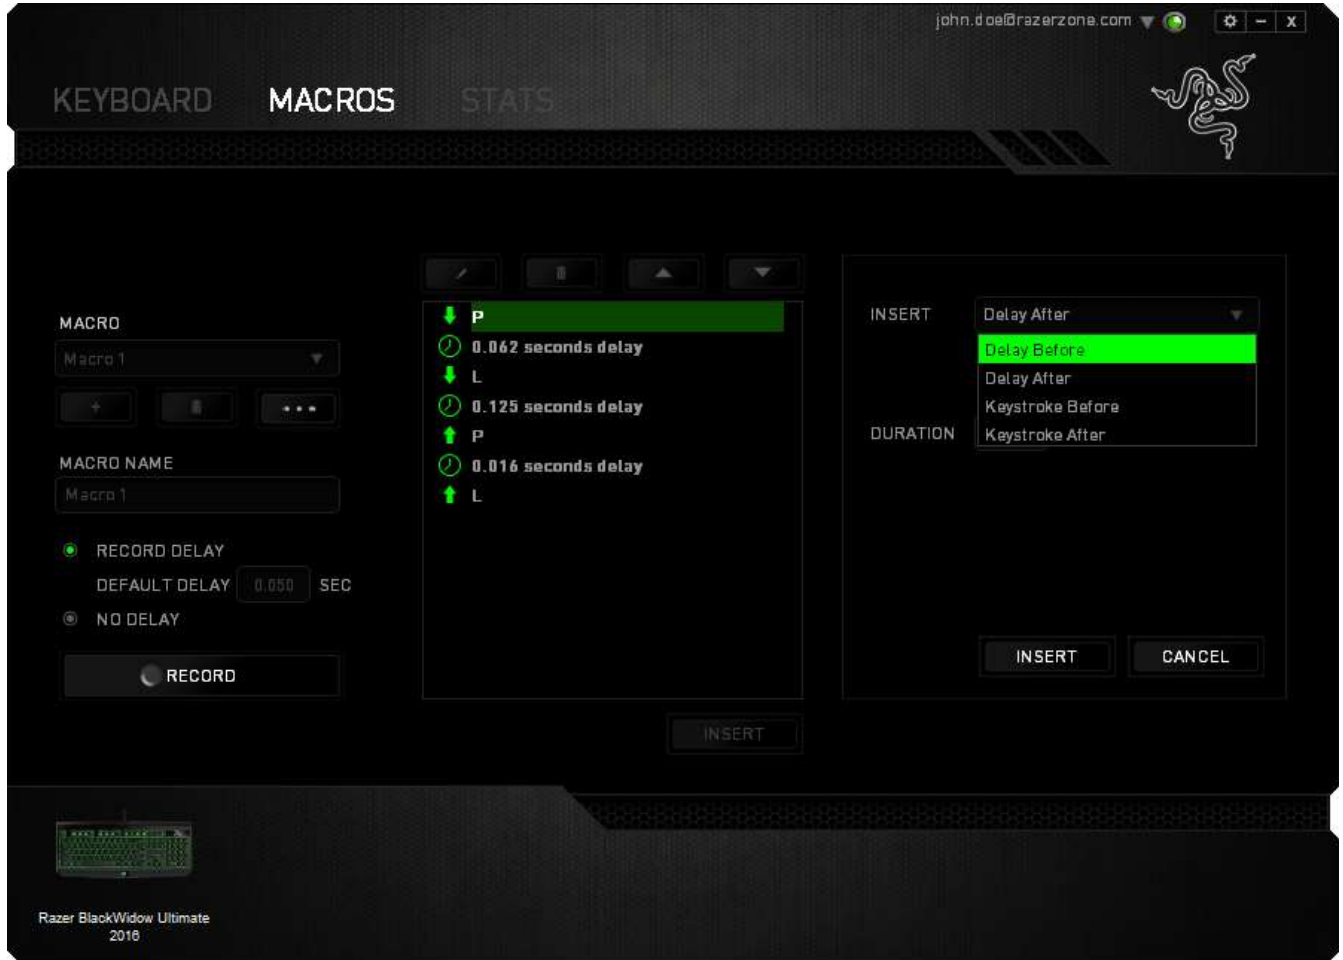 john.doe@razerzone.com
X
KEYBOARD MACROS STATS
MACRO
Macro 1
MACRO NAME
Macro 1
RECORD DELAY
DEFAULT DELAY 0.050 SEC
NO DELAY
RECORD
P
0.062 seconds delay
L
0.125 seconds delay
P
0.016 seconds delay
L
INSERT
INSERT Delay After
Delay Before
Delay After
Keystroke Before
Keystroke After
DURATION
INSERT CANCEL
Razer BlackWidow Ultimate
2016